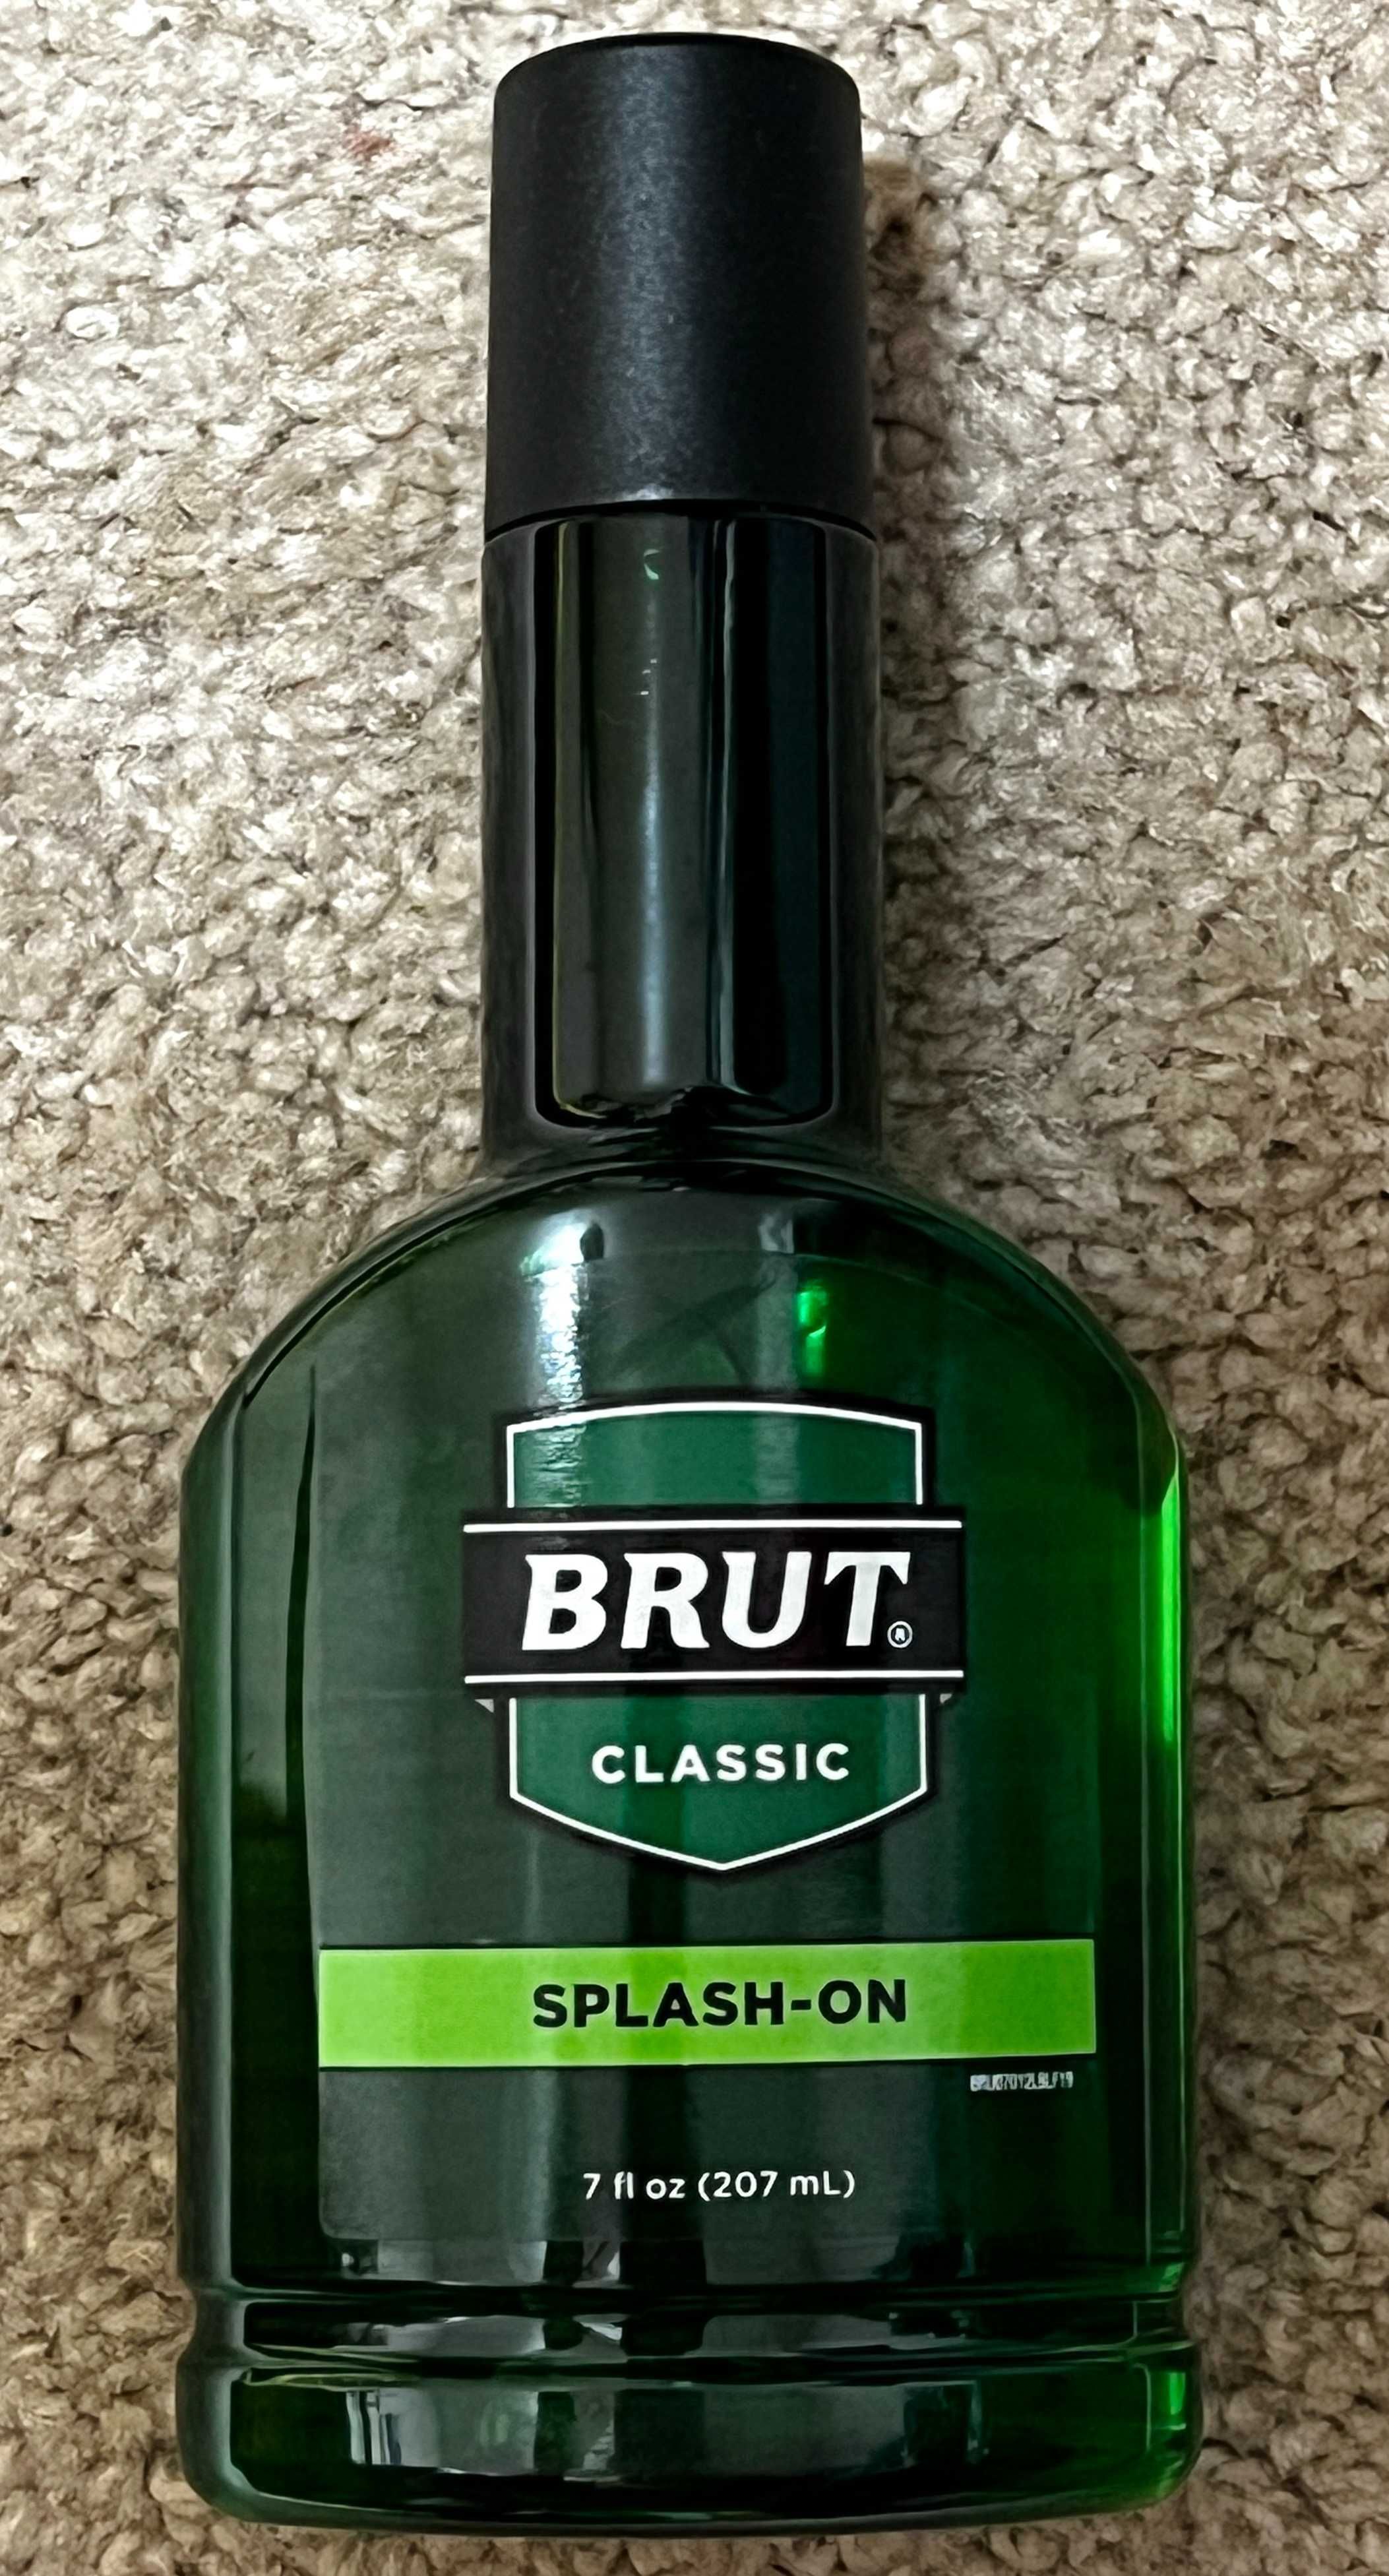 BRUT®
CLASSIC
SPLASH-ON
7 fl oz (207 mL)